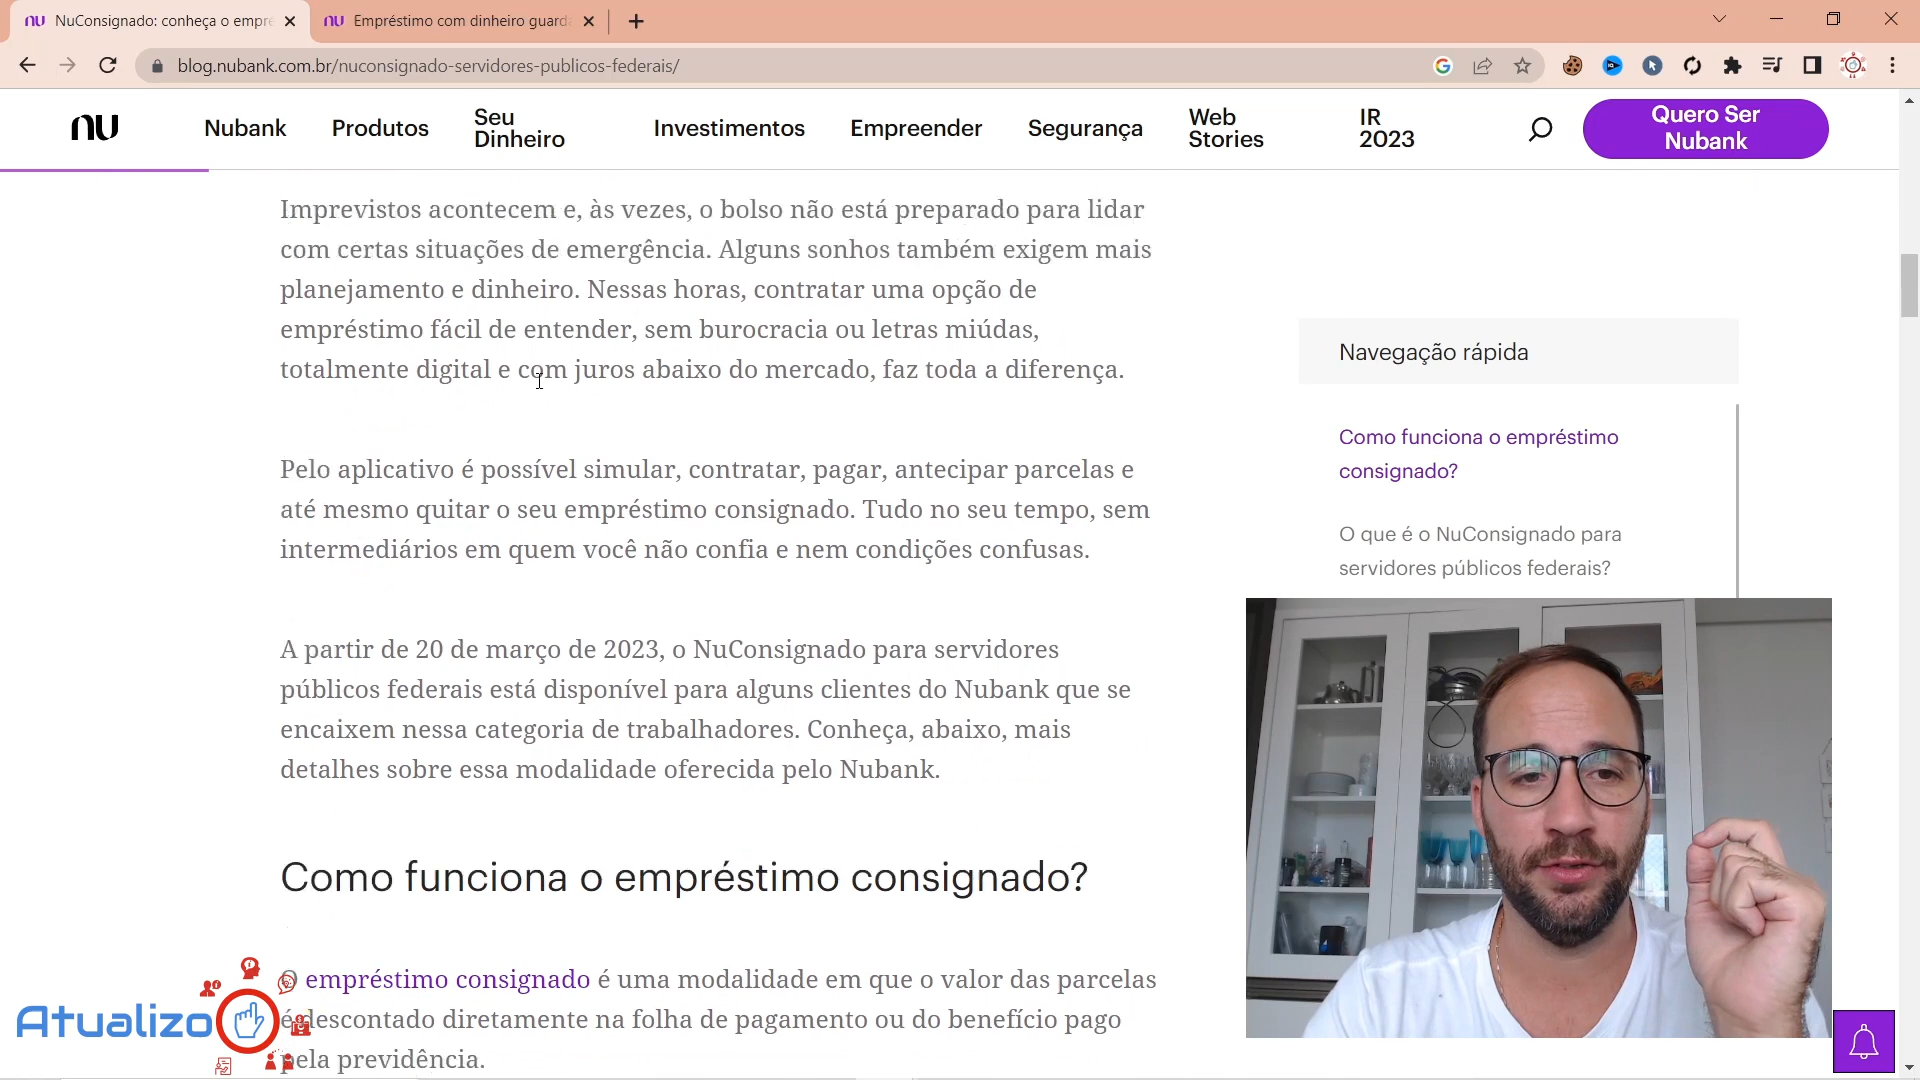 NuConsignado: conheça o empre
Empréstimo com dinheiro guarda
blog.nubank.com.br/nuconsignado-servidores-publicos-federais/
nu
Nubank
Produtos
Seu
Dinheiro
Investimentos
Empreender
Segurança
Web
Stories
IR
2023
Quero Ser
Nubank
Imprevistos acontecem e, às vezes, o bolso não está preparado para lidar
com certas situações de emergência. Alguns sonhos também exigem mais
planejamento e dinheiro. Nessas horas, contratar uma opção de
empréstimo fácil de entender, sem burocracia ou letras miúdas,
totalmente digital e com juros abaixo do mercado, faz toda a diferença.
Pelo aplicativo é possível simular, contratar, pagar, antecipar parcelas e
até mesmo quitar o seu empréstimo consignado. Tudo no seu tempo, sem
intermediários em quem você não confia e nem condições confusas.
A partir de 20 de março de 2023, o NuConsignado para servidores
públicos federais está disponível para alguns clientes do Nubank que se
encaixem nessa categoria de trabalhadores. Conheça, abaixo, mais
detalhes sobre essa modalidade oferecida pelo Nubank.
Como funciona o empréstimo consignado?
O empréstimo consignado é uma modalidade em que o valor das parcelas
é descontado diretamente na folha de pagamento ou do benefício pago
pela previdência.
Navegação rápida
Como funciona o empréstimo
consignado?
O que é o NuConsignado para
servidores públicos federais?
Atualizo